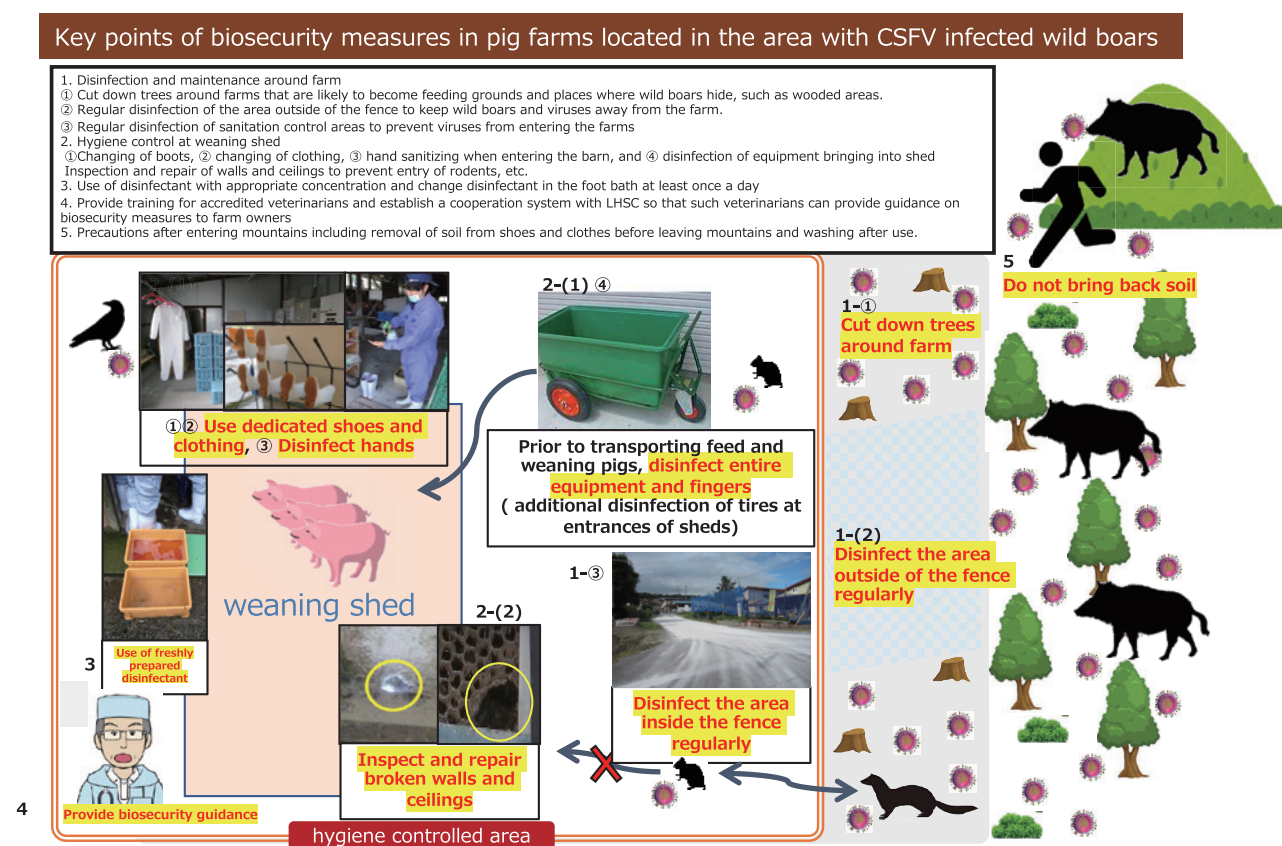 Key points of biosecurity measures in pig farms located in the area with CSFV infected wild boars
1. Disinfection and maintenance around farm
① Cut down trees around farms that are likely to become feeding grounds and places where wild boars hide, such as wooded areas.
② Regular disinfection of the area outside of the fence to keep wild boars and viruses away from the farm.
③ Regular disinfection of sanitation control areas to prevent viruses from entering the farms
2. Hygiene control at weaning shed
①Changing of boots, ② changing of clothing, ③ hand sanitizing when entering the barn, and ④ disinfection of equipment bringing into shed
Inspection and repair of walls and ceilings to prevent entry of rodents, etc.
3. Use of disinfectant with appropriate concentration and change disinfectant in the foot bath at least once a day
4. Provide training for accredited veterinarians and establish a cooperation system with LHSC so that such veterinarians can provide guidance on
biosecurity measures to farm owners
5. Precautions after entering mountains including removal of soil from shoes and clothes before leaving mountains and washing after use.
5
Do not bring back soil
2-(1) ④
1-①
Cut down trees
around farm
①② Use dedicated shoes and
clothing, ③ Disinfect hands
Prior to transporting feed and
weaning pigs, disinfect entire
equipment and fingers
( additional disinfection of tires at
entrances of sheds)
1-(2)
Disinfect the area
outside of the fence
regularly
1-③
weaning shed
2-(2)
3
Use of freshly
prepared
disinfectant
Disinfect the area
inside the fence
regularly
Inspect and repair
broken walls and
ceilings
4
Provide biosecurity guidance
hygiene controlled area